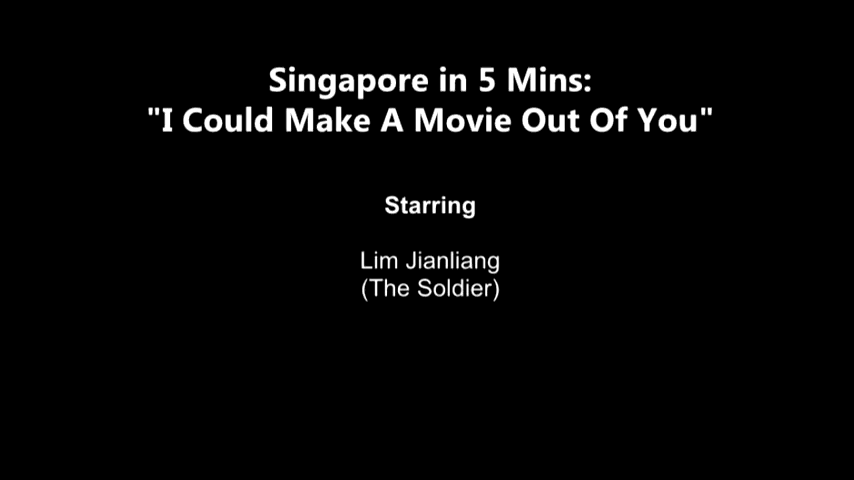 Singapore in 5 Mins:
"I Could Make A Movie Out Of You"
Starring
Lim Jianliang
(The Soldier)